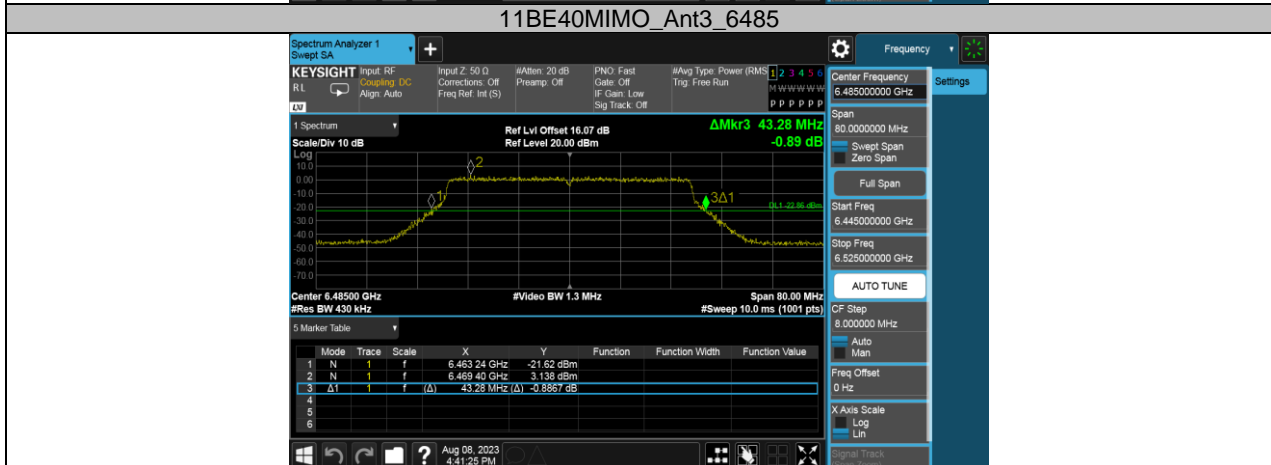 11BE40MIMO_Ant3_6485
Spectrum Analyzer 1
Swept SA
+
Frequency
KEYSIGHT Input: RF Input Z: 50 Ω #Atten: 20 dB PNO: Fast #Avg Type: Power (RMS 1 2 3 4 5 6
R L Coupling: DC Corrections: Off Preamp: Off Gate: Off Trig: Free Run M W W W W W
Align: Auto Freq Ref: Int (S) IF Gain: Low
LXI Sig Track: Off P P P P P P
Center Frequency
6.485000000 GHz
Settings
Span
80.0000000 MHz
Swept Span
Zero Span
Full Span
Start Freq
6.445000000 GHz
Stop Freq
6.525000000 GHz
AUTO TUNE
CF Step
8.000000 MHz
Auto
Man
Freq Offset
0 Hz
X Axis Scale
Log
Lin
Signal Track
1 Spectrum
Ref Lvl Offset 16.07 dB ΔMkr3 43.28 MHz
Scale/Div 10 dB Ref Level 20.00 dBm -0.89 dB
Log
10.0
0.00
-10.0
-20.0
-30.0
-40.0
-50.0
-60.0
-70.0
2
1
3Δ1
DL1 -22.86 dBm
Center 6.48500 GHz #Video BW 1.3 MHz Span 80.00 MHz
#Res BW 430 kHz #Sweep 10.0 ms (1001 pts)
5 Marker Table
Mode Trace Scale X Y Function Function Width Function Value
1 N 1 f 6.463 24 GHz -21.62 dBm
2 N 1 f 6.469 40 GHz 3.138 dBm
3 Δ1 1 f (Δ) 43.28 MHz (Δ) -0.8867 dB
4
5
6
? Aug 08, 2023
4:41:25 PM